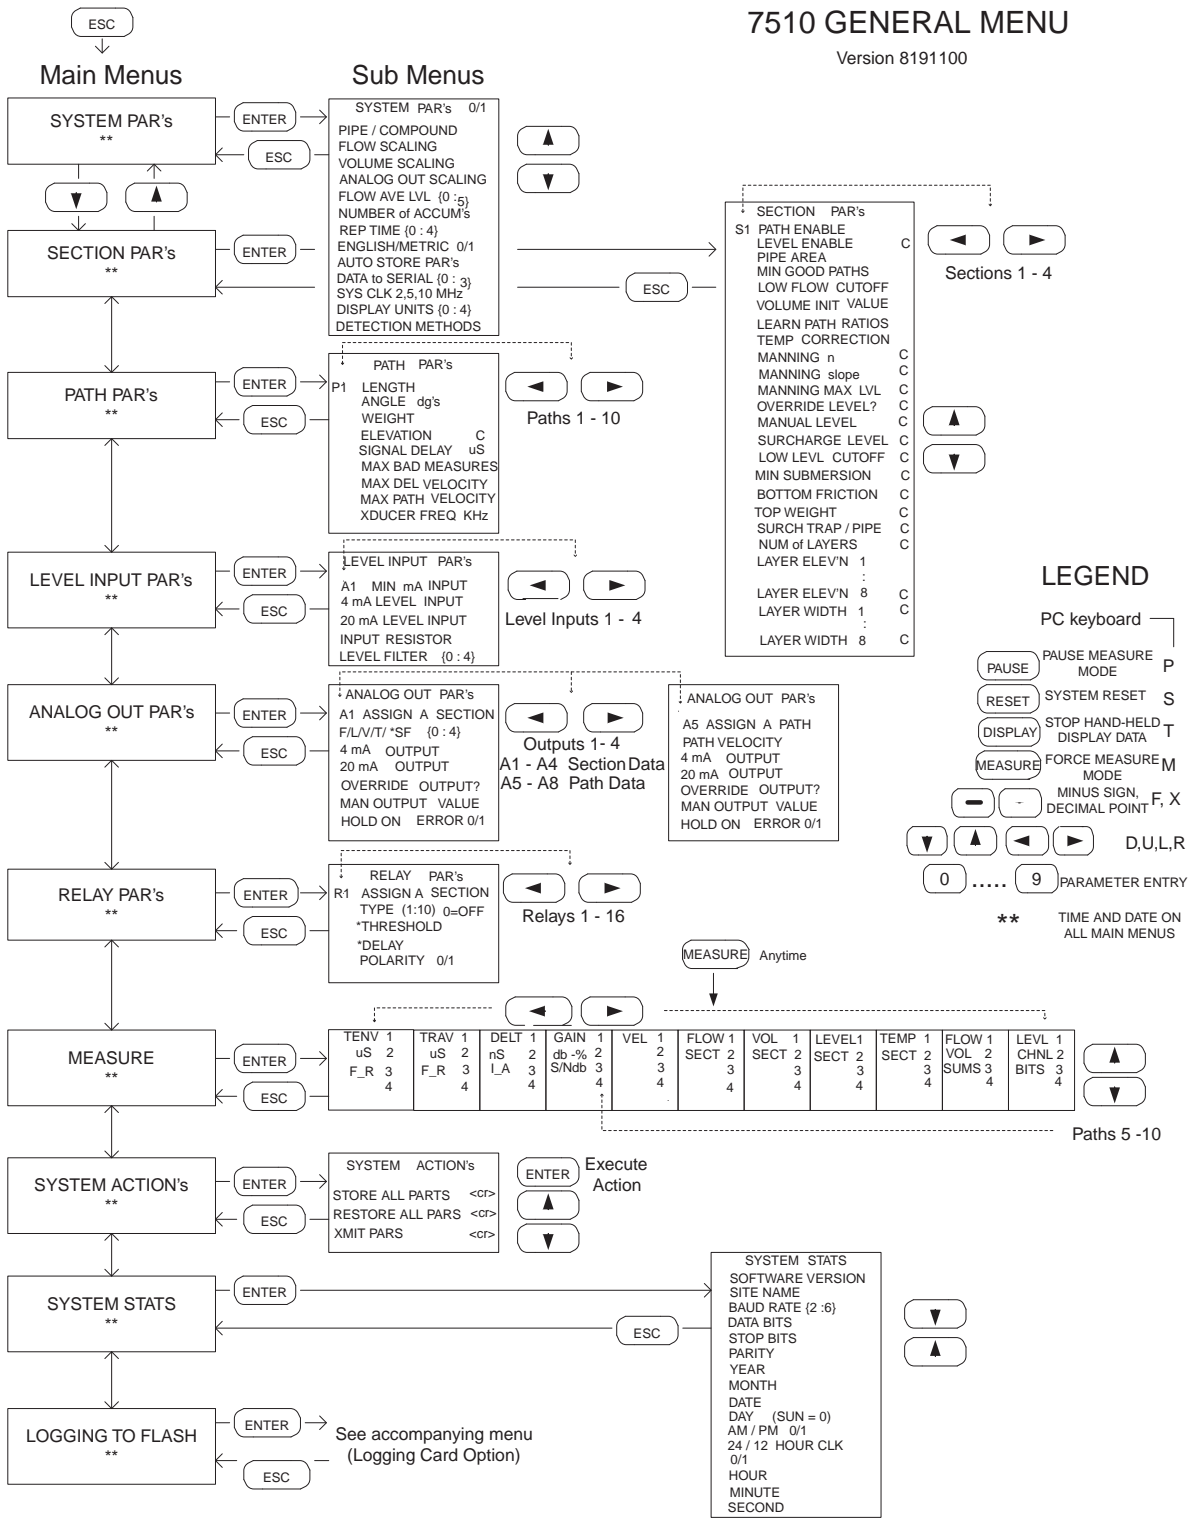 7510 GENERAL MENU
Version 8191100
ESC
Main Menus
Sub Menus
SYSTEM PAR's
**
ENTER
ESC
SYSTEM PAR's 0/1
PIPE / COMPOUND
FLOW SCALING
VOLUME SCALING
ANALOG OUT SCALING
FLOW AVE LVL {0 :5}
NUMBER of ACCUM's
REP TIME {0 : 4}
ENGLISH/METRIC 0/1
AUTO STORE PAR's
DATA to SERIAL {0 : 3}
SYS CLK 2,5,10 MHz
DISPLAY UNITS {0 : 4}
DETECTION METHODS
SECTION PAR's
**
ENTER
ESC
SECTION PAR's
S1 PATH ENABLE
LEVEL ENABLE C
PIPE AREA
MIN GOOD PATHS
LOW FLOW CUTOFF
VOLUME INIT VALUE
LEARN PATH RATIOS
TEMP CORRECTION
MANNING n C
MANNING slope C
MANNING MAX LVL C
OVERRIDE LEVEL? C
MANUAL LEVEL C
SURCHARGE LEVEL C
LOW LEVL CUTOFF C
MIN SUBMERSION C
BOTTOM FRICTION C
TOP WEIGHT C
SURCH TRAP / PIPE C
NUM of LAYERS C
LAYER ELEV'N 1
:
LAYER ELEV'N 8 C
LAYER WIDTH 1 C
:
LAYER WIDTH 8 C
Sections 1 - 4
PATH PAR's
**
ENTER
ESC
PATH PAR's
P1 LENGTH
ANGLE dg's
WEIGHT
ELEVATION C
SIGNAL DELAY uS
MAX BAD MEASURES
MAX DEL VELOCITY
MAX PATH VELOCITY
XDUCER FREQ KHz
Paths 1 - 10
LEVEL INPUT PAR's
**
ENTER
ESC
LEVEL INPUT PAR's
A1 MIN mA INPUT
4 mA LEVEL INPUT
20 mA LEVEL INPUT
INPUT RESISTOR
LEVEL FILTER {0 : 4}
Level Inputs 1 - 4
ANALOG OUT PAR's
**
ENTER
ESC
ANALOG OUT PAR's
A1 ASSIGN A SECTION
F/L/V/T/ *SF {0 : 4}
4 mA OUTPUT
20 mA OUTPUT
OVERRIDE OUTPUT?
MAN OUTPUT VALUE
HOLD ON ERROR 0/1
Outputs 1- 4
A1 - A4 Section Data
A5 - A8 Path Data
ANALOG OUT PAR's
A5 ASSIGN A PATH
PATH VELOCITY
4 mA OUTPUT
20 mA OUTPUT
OVERRIDE OUTPUT?
MAN OUTPUT VALUE
HOLD ON ERROR 0/1
LEGEND
PC keyboard
PAUSE PAUSE MEASURE MODE P
RESET SYSTEM RESET S
DISPLAY STOP HAND-HELD DISPLAY DATA T
MEASURE FORCE MEASURE MODE M
MINUS SIGN, DECIMAL POINT F, X
D,U,L,R
0 ..... 9 PARAMETER ENTRY
** TIME AND DATE ON ALL MAIN MENUS
RELAY PAR's
**
ENTER
ESC
RELAY PAR's
R1 ASSIGN A SECTION
TYPE (1:10) 0=OFF
*THRESHOLD
*DELAY
POLARITY 0/1
Relays 1 - 16
MEASURE Anytime
MEASURE
**
ENTER
ESC
TENV 1 TRAV 1 DELT 1 GAIN 1 VEL 1 FLOW 1 VOL 1 LEVEL1 TEMP 1 FLOW 1 LEVL 1
uS 2 uS 2 nS 2 db -% 2 2 SECT 2 SECT 2 SECT 2 SECT 2 VOL 2 CHNL 2
F_R 3 F_R 3 I_A 3 S/Ndb 3 3 3 3 3 3 SUMS 3 BITS 3
4 4 4 4 4 4 4 4 4 4 4
Paths 5 -10
SYSTEM ACTION's
**
ENTER
ESC
SYSTEM ACTION's
STORE ALL PARTS <cr>
RESTORE ALL PARS <cr>
XMIT PARS <cr>
ENTER Execute Action
SYSTEM STATS
**
ENTER
ESC
SYSTEM STATS
SOFTWARE VERSION
SITE NAME
BAUD RATE {2 :6}
DATA BITS
STOP BITS
PARITY
YEAR
MONTH
DATE
DAY (SUN = 0)
AM / PM 0/1
24 / 12 HOUR CLK
0/1
HOUR
MINUTE
SECOND
LOGGING TO FLASH
**
ENTER
ESC
See accompanying menu
(Logging Card Option)